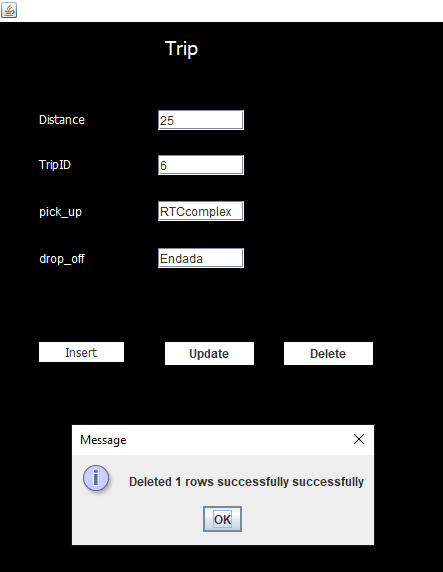 Trip
Distance 25
TripID 6
pick_up RTCcomplex
drop_off Endada
Insert Update Delete
Message
Deleted 1 rows successfully successfully
OK